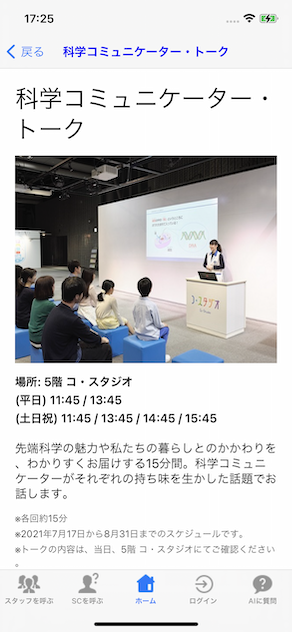 17:25
戻る 科学コミュニケーター・トーク
科学コミュニケーター・
トーク
コ・スタジオ
場所: 5階 コ・スタジオ
(平日) 11:45 / 13:45
(土日祝) 11:45 / 13:45 / 14:45 / 15:45
先端科学の魅力や私たちの暮らしとのかかわりを
、わかりすくお届けする15分間。科学コミュニ
ケーターがそれぞれの持ち味を生かした話題でお
話します。
※各回約15分
※2021年7月17日から8月31日までのスケジュールです。
※トークの内容は、当日、5階 コ・スタジオにてご確認ください
。
スタッフを呼ぶ SCを呼ぶ ホーム ログイン AIに質問